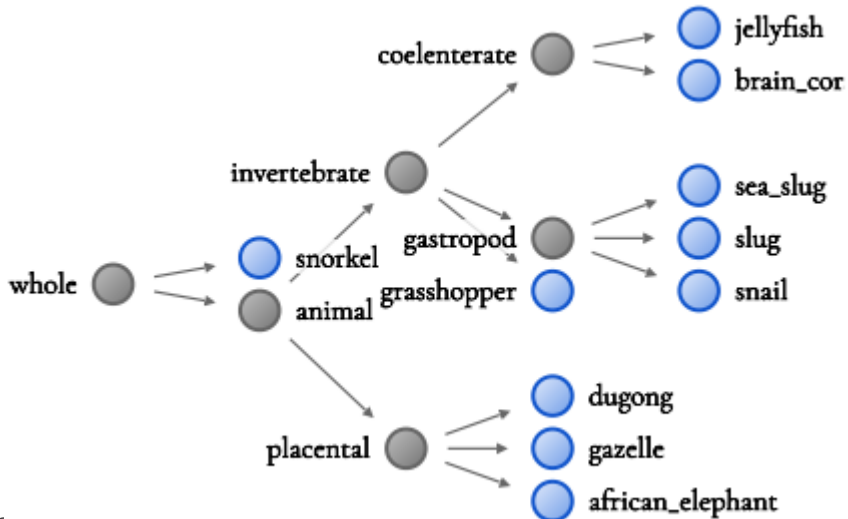 jellyfish
coelenterate
brain_cor
invertebrate
sea_slug
gastropod
slug
snorkel
whole
grasshopper
snail
animal
dugong
placental
gazelle
african_elephant